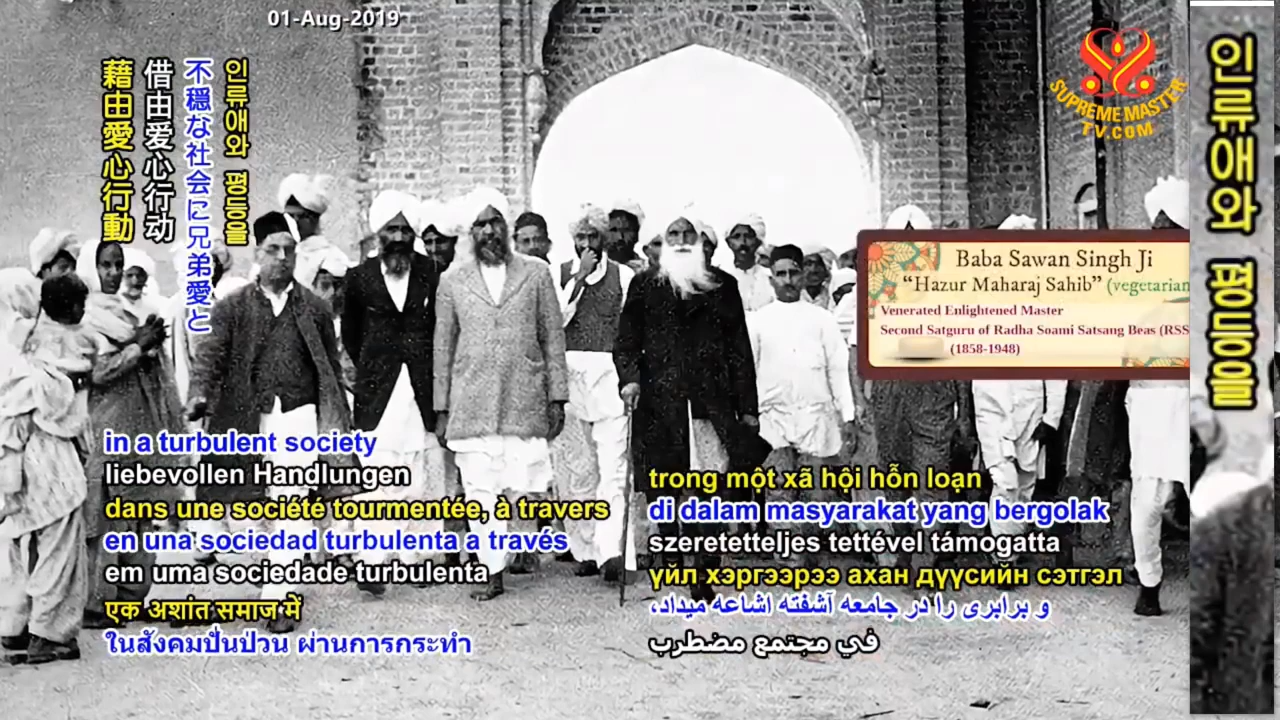 01-Aug-2019
SUPREME MASTER
TV.COM
인류애와 평등을
不穏な社会に兄弟愛と
借由爱心行动
藉由愛心行動
Baba Sawan Singh Ji
“Hazur Maharaj Sahib” (vegetarian
Venerated Enlightened Master
Second Satguru of Radha Soami Satsang Beas (RSS
(1858-1948)
in a turbulent society
liebevollen Handlungen
dans une société tourmentée, à travers
en una sociedad turbulenta a través
em uma sociedade turbulenta
एक अशांत समाज में
ในสังคมปั่นป่วน ผ่านการกระทำ
trong một xã hội hỗn loạn
di dalam masyarakat yang bergolak
szeretetteljes tettével támogatta
үйл хэргээрээ ахан дүүсийн сэтгэл
و برابری را در جامعه آشفته اشاعه میداد،
في مجتمع مضطرب
인류애와 평등을